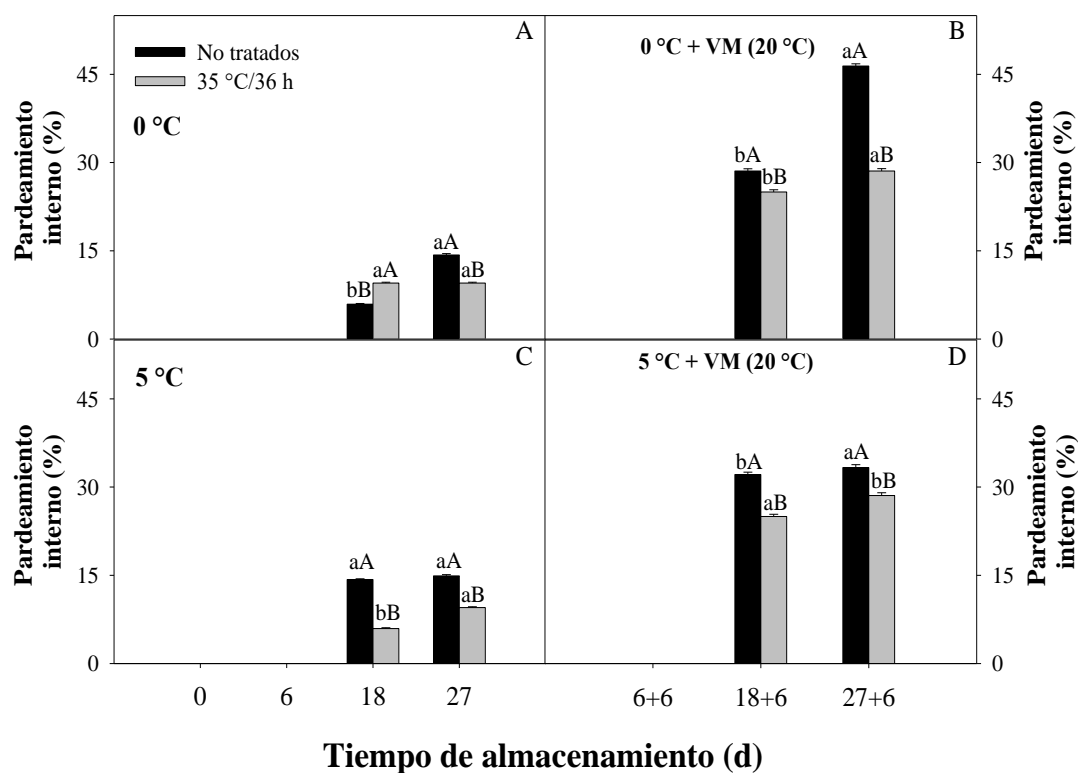 A
No tratados
35 °C/36 h
0 °C
45
30
15
0
Pardeamiento
interno (%)
bB
aA
aA
aB
B
0 °C + VM (20 °C)
aA
bA
bB
aB
45
30
15
0
Pardeamiento
interno (%)
C
5 °C
45
30
15
0
Pardeamiento
interno (%)
aA
bB
aA
aB
D
5 °C + VM (20 °C)
bA
aB
aA
bB
45
30
15
0
Pardeamiento
interno (%)
0 6 18 27 6+6 18+6 27+6
Tiempo de almacenamiento (d)